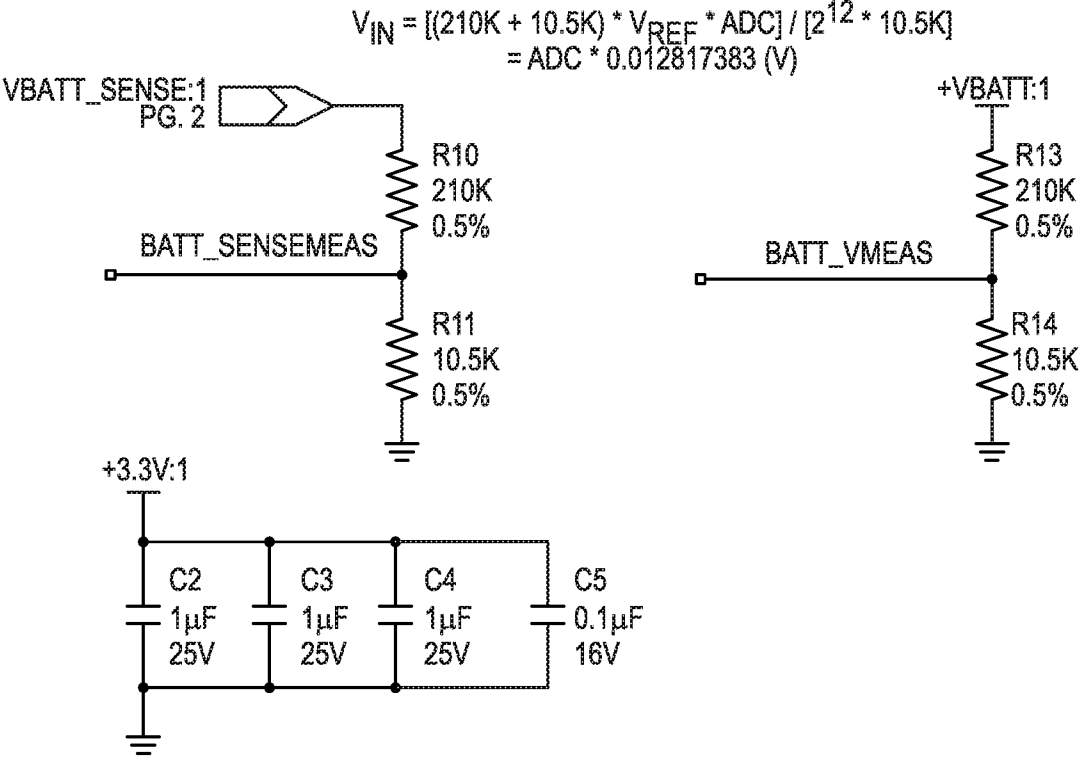 VIN = [(210K + 10.5K) * VREF * ADC] / [2^12 * 10.5K]
= ADC * 0.012817383 (V)
VBATT_SENSE:1
PG. 2
+VBATT:1
R10
210K
0.5%
R13
210K
0.5%
BATT_SENSEMEAS
BATT_VMEAS
R11
10.5K
0.5%
R14
10.5K
0.5%
+3.3V:1
C2
1μF
25V
C3
1μF
25V
C4
1μF
25V
C5
0.1μF
16V